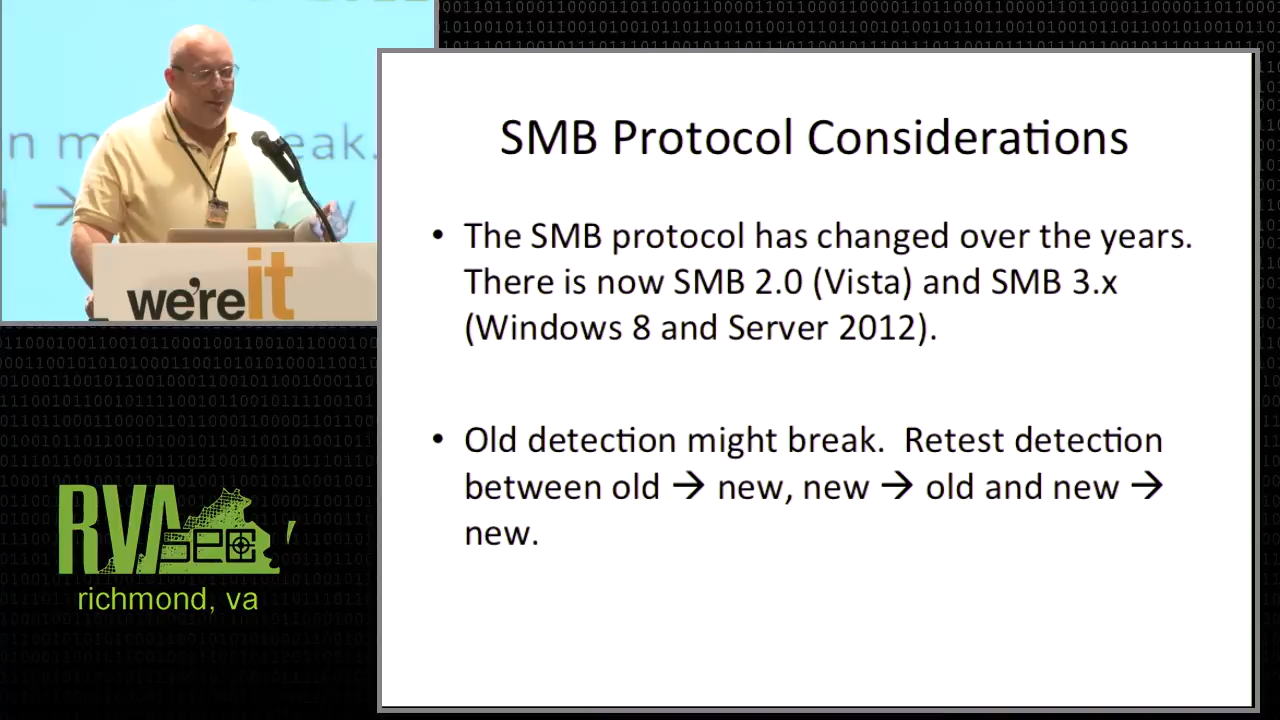 SMB Protocol Considerations
• The SMB protocol has changed over the years.
There is now SMB 2.0 (Vista) and SMB 3.x
(Windows 8 and Server 2012).
• Old detection might break.  Retest detection
between old → new, new → old and new →
new.
n m
eak.
→
y
we're it
RVA
SEC
richmond, va